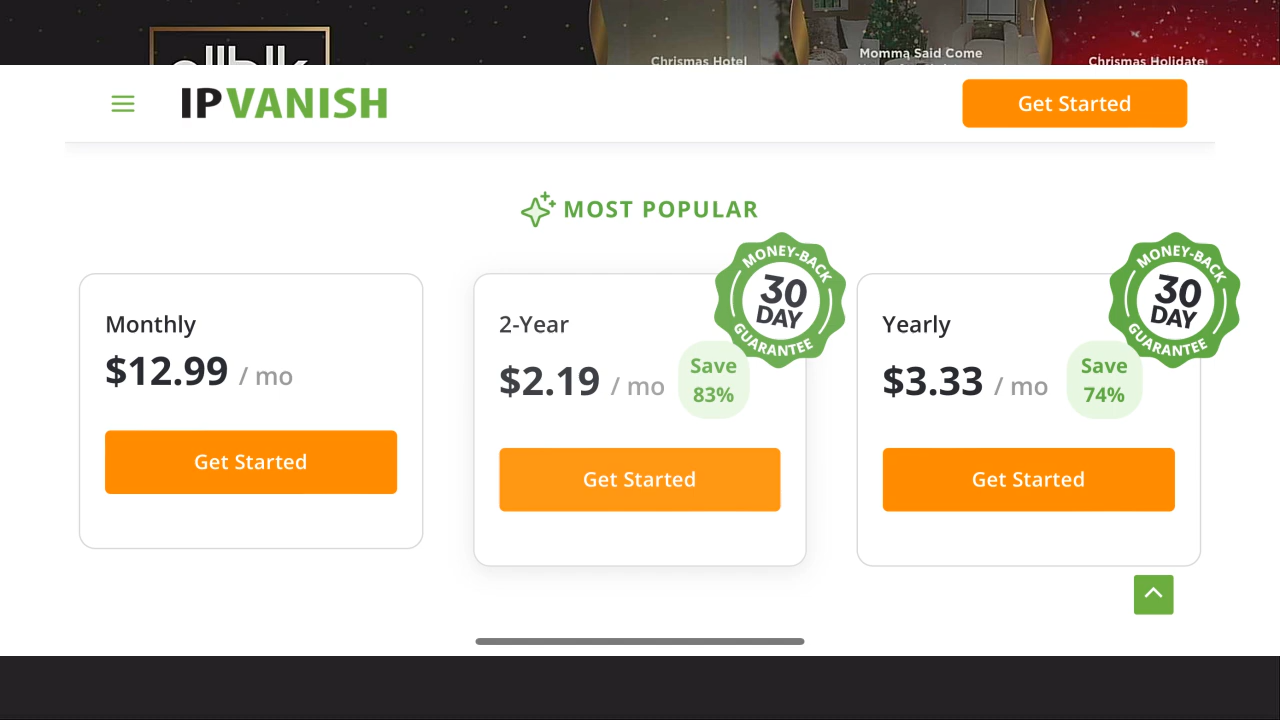 allblk
Chrismas Hotel
Momma Said Come
Chrismas Holidate
IPVANISH
Get Started
MOST POPULAR
Monthly
$12.99 / mo
Get Started
2-Year
$2.19 / mo
Save
83%
MONEY-BACK
30
DAY
GUARANTEE
Get Started
Yearly
$3.33 / mo
Save
74%
MONEY-BACK
30
DAY
GUARANTEE
Get Started